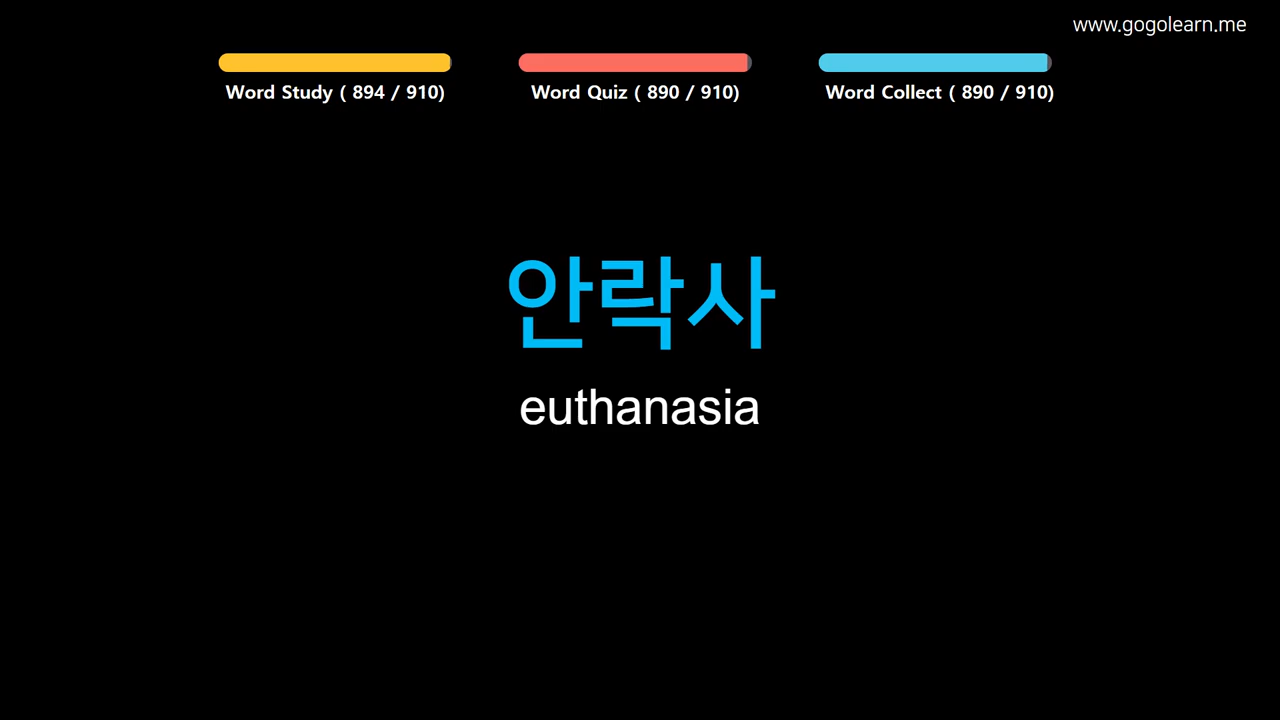 www.gogolearn.me
Word Study ( 894 / 910)
Word Quiz ( 890 / 910)
Word Collect ( 890 / 910)
안락사
euthanasia